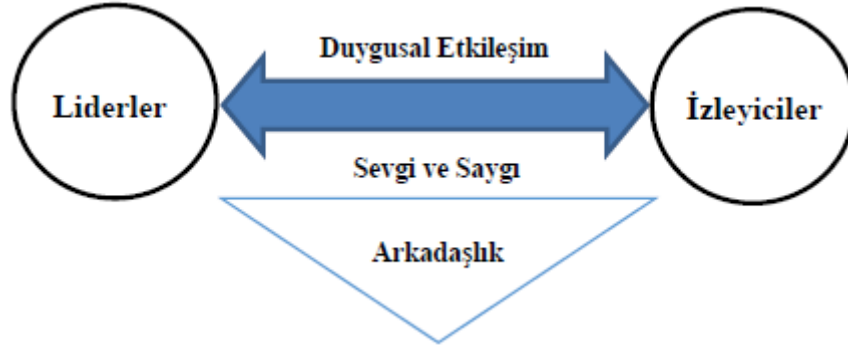 Duygusal Etkileşim
Liderler
İzleyiciler
Sevgi ve Saygı
Arkadaşlık